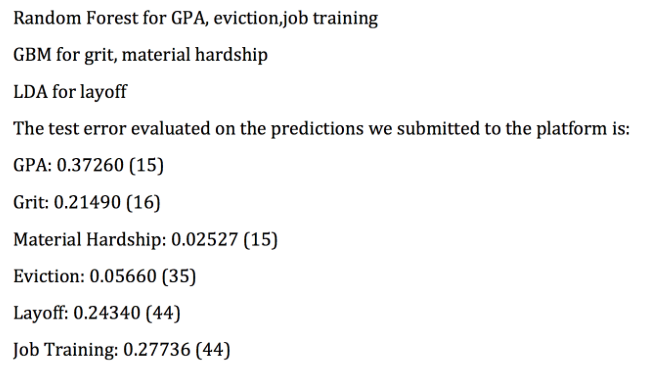 Random Forest for GPA, eviction,job training
GBM for grit, material hardship
LDA for layoff
The test error evaluated on the predictions we submitted to the platform is:
GPA: 0.37260 (15)
Grit: 0.21490 (16)
Material Hardship: 0.02527 (15)
Eviction: 0.05660 (35)
Layoff: 0.24340 (44)
Job Training: 0.27736 (44)